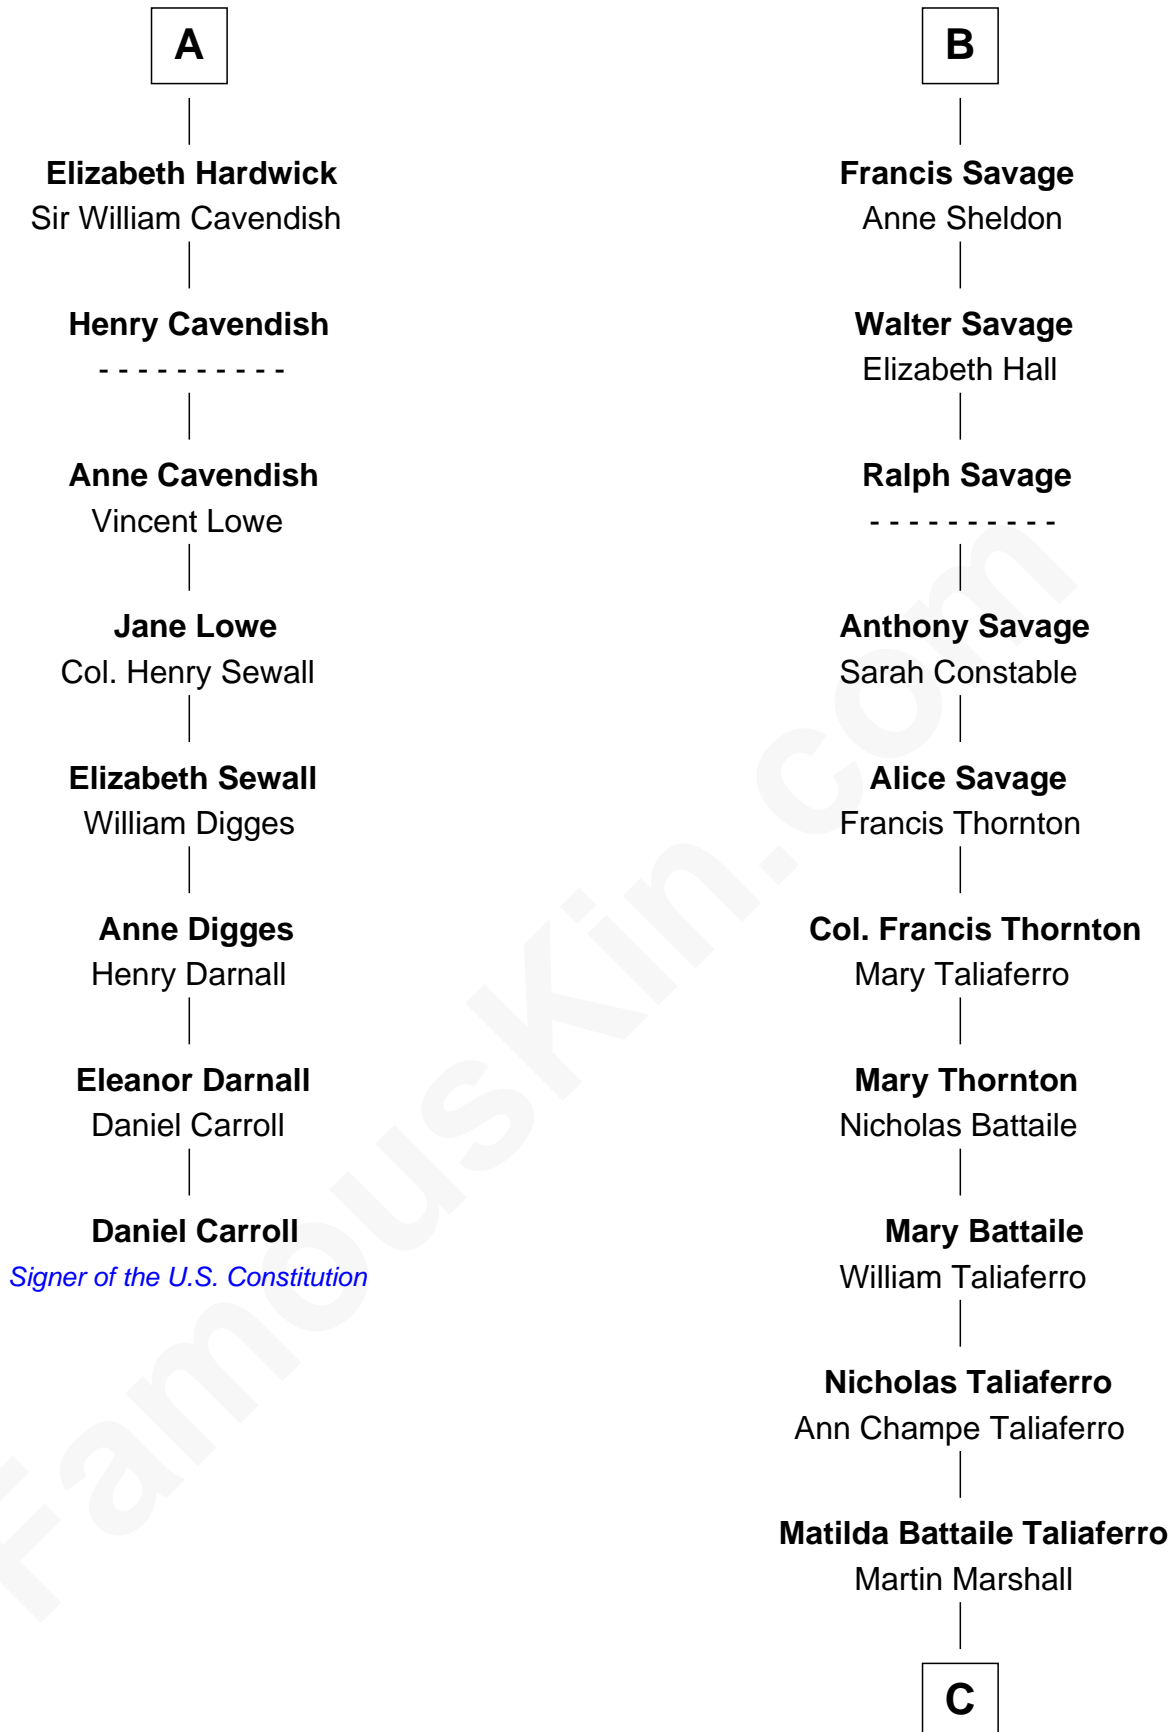 A
Elizabeth Hardwick
Sir William Cavendish
Henry Cavendish
- - - - - - - - - -
Anne Cavendish
Vincent Lowe
Jane Lowe
Col. Henry Sewall
Elizabeth Sewall
William Digges
Anne Digges
Henry Darnall
Eleanor Darnall
Daniel Carroll
Daniel Carroll
Signer of the U.S. Constitution
B
Francis Savage
Anne Sheldon
Walter Savage
Elizabeth Hall
Ralph Savage
- - - - - - - - - -
Anthony Savage
Sarah Constable
Alice Savage
Francis Thornton
Col. Francis Thornton
Mary Taliaferro
Mary Thornton
Nicholas Battaile
Mary Battaile
William Taliaferro
Nicholas Taliaferro
Ann Champe Taliaferro
Matilda Battaile Taliaferro
Martin Marshall
C
FamousKin.com